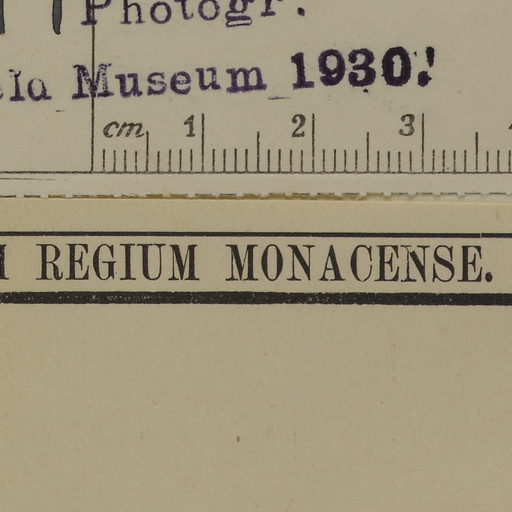 Photogr.
Museum 1930!
cm 1 2 3
REGIUM MONACENSE.